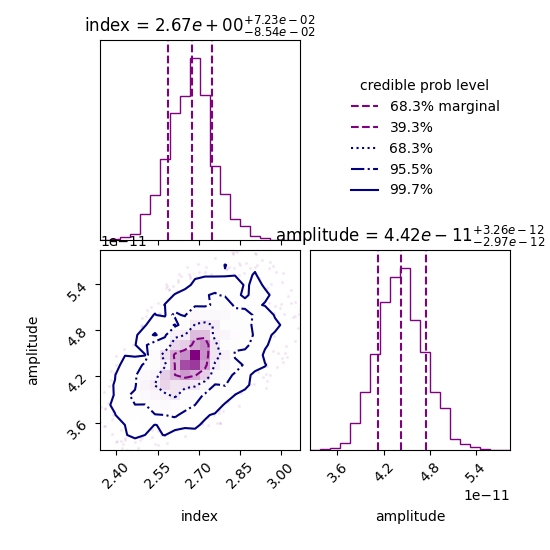 index = 2.67e+00+7.23e−02
−8.54e−02
credible prob level
68.3% marginal
39.3%
68.3%
95.5%
99.7%
amplitude = 4.42e−11+3.26e−12
−2.97e−12
1e−11
amplitude
5.4
4.8
4.2
3.6
2.40
2.55
2.70
2.85
3.00
index
3.6
4.2
4.8
5.4
1e−11
amplitude